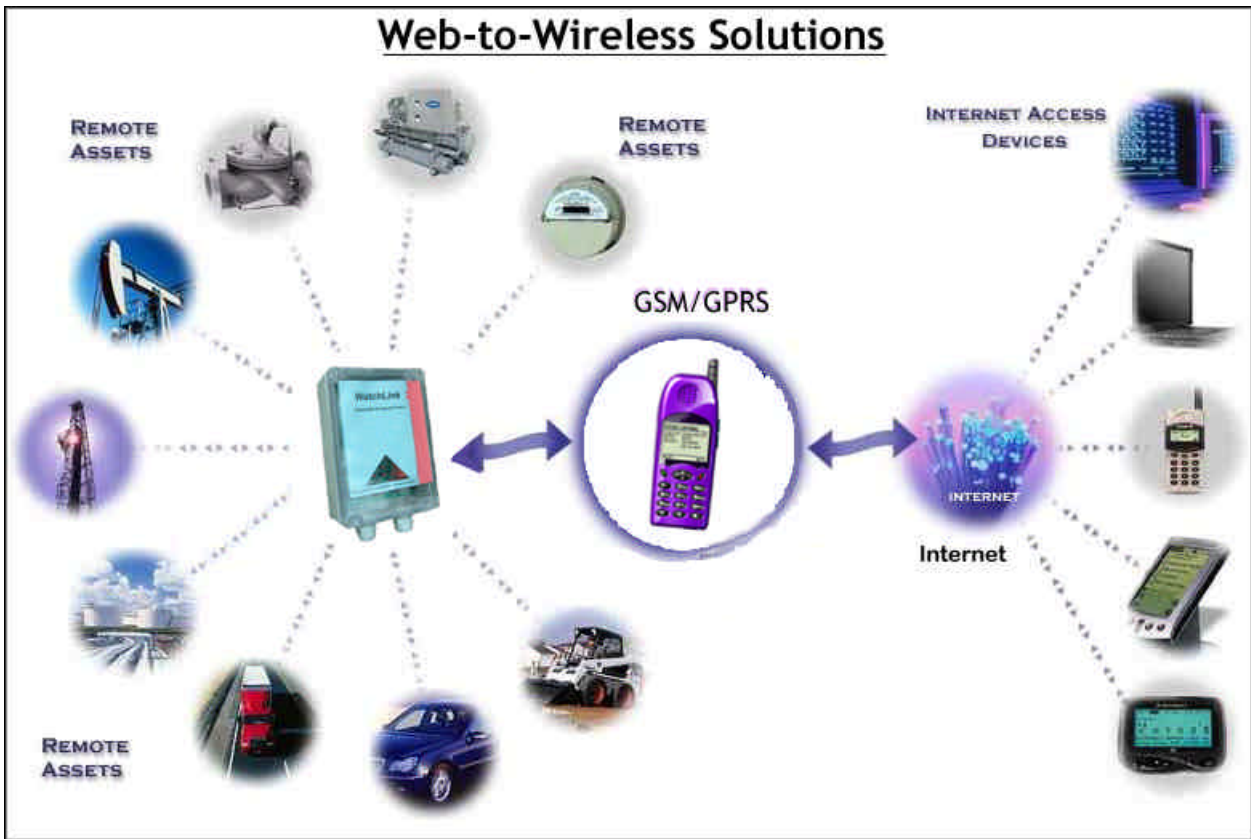 Web-to-Wireless Solutions
REMOTE
ASSETS
REMOTE
ASSETS
INTERNET ACCESS
DEVICES
GSM/GPRS
WatchLink
INTERNET
Internet
REMOTE
ASSETS